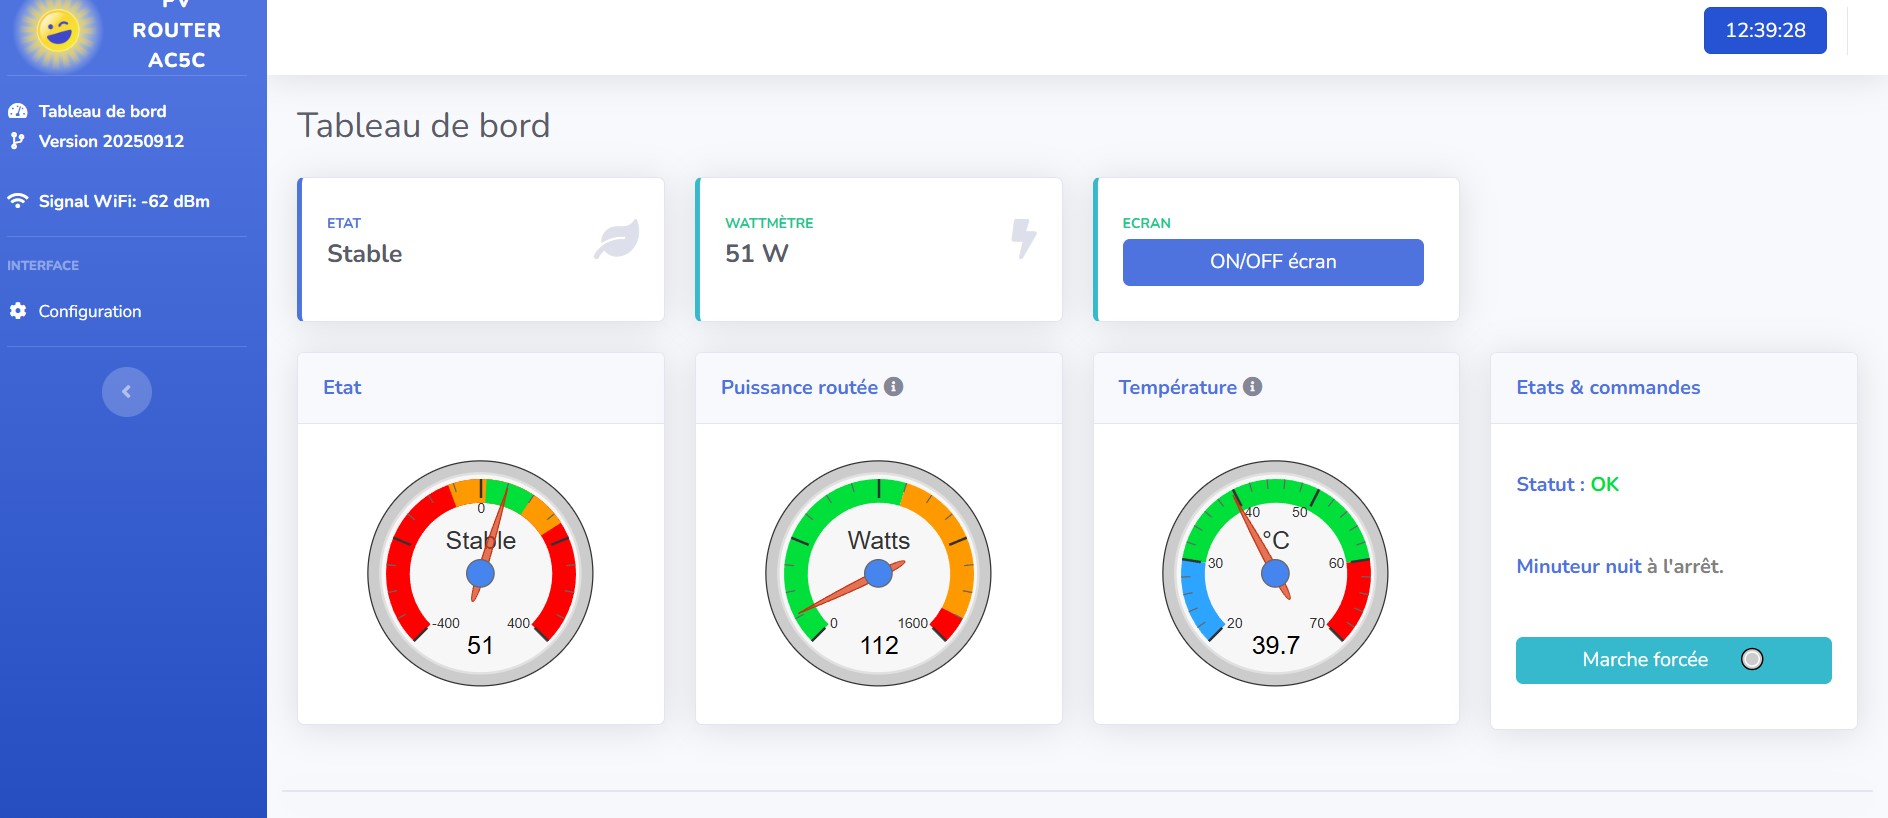 PV
ROUTER
AC5C
12:39:28
Tableau de bord
Version 20250912
Signal WiFi: -62 dBm
INTERFACE
Configuration
Tableau de bord
ETAT
Stable
WATTMÈTRE
51 W
ECRAN
ON/OFF écran
Etat
0
Stable
-400 400
51
Puissance routée
Watts
0 1600
112
Température
40 50
°C
30 60
20 70
39.7
Etats & commandes
Statut : OK
Minuteur nuit à l'arrêt.
Marche forcée